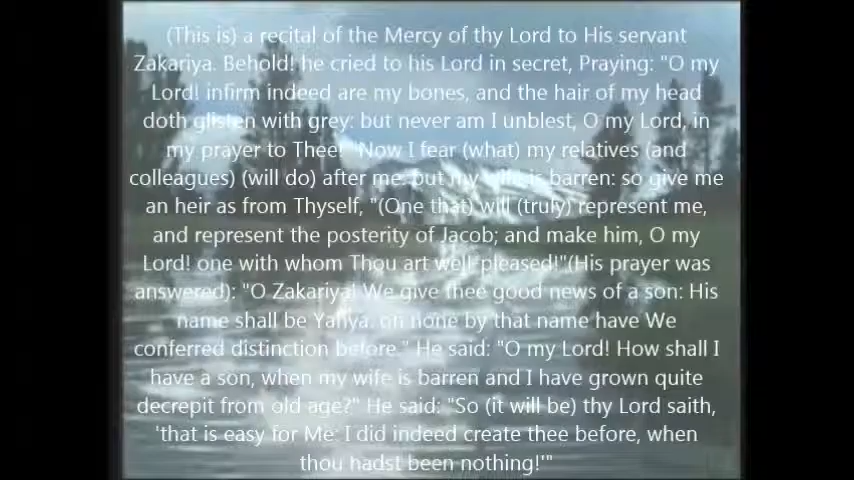 (This is) a recital of the Mercy of thy Lord to His servant
Zakariya. Behold! he cried to his Lord in secret, Praying: "O my
Lord! infirm indeed are my bones, and the hair of my head
doth glisten with grey: but never am I unblest, O my Lord, in
my prayer to Thee! "Now I fear (what) my relatives (and
colleagues) (will do) after me: but my wife is barren: so give me
an heir as from Thyself, "(One that) will (truly) represent me,
and represent the posterity of Jacob; and make him, O my
Lord! one with whom Thou art well-pleased!"(His prayer was
answered): "O Zakariya! We give thee good news of a son: His
name shall be Yahya: on none by that name have We
conferred distinction before." He said: "O my Lord! How shall I
have a son, when my wife is barren and I have grown quite
decrepit from old age?" He said: "So (it will be) thy Lord saith,
'that is easy for Me: I did indeed create thee before, when
thou hadst been nothing!'"